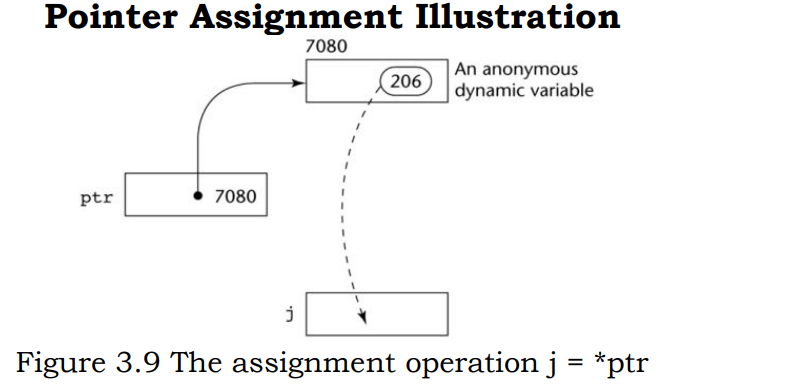 Pointer Assignment Illustration
7080
206
An anonymous
dynamic variable
ptr
7080
j
Figure 3.9 The assignment operation j = *ptr